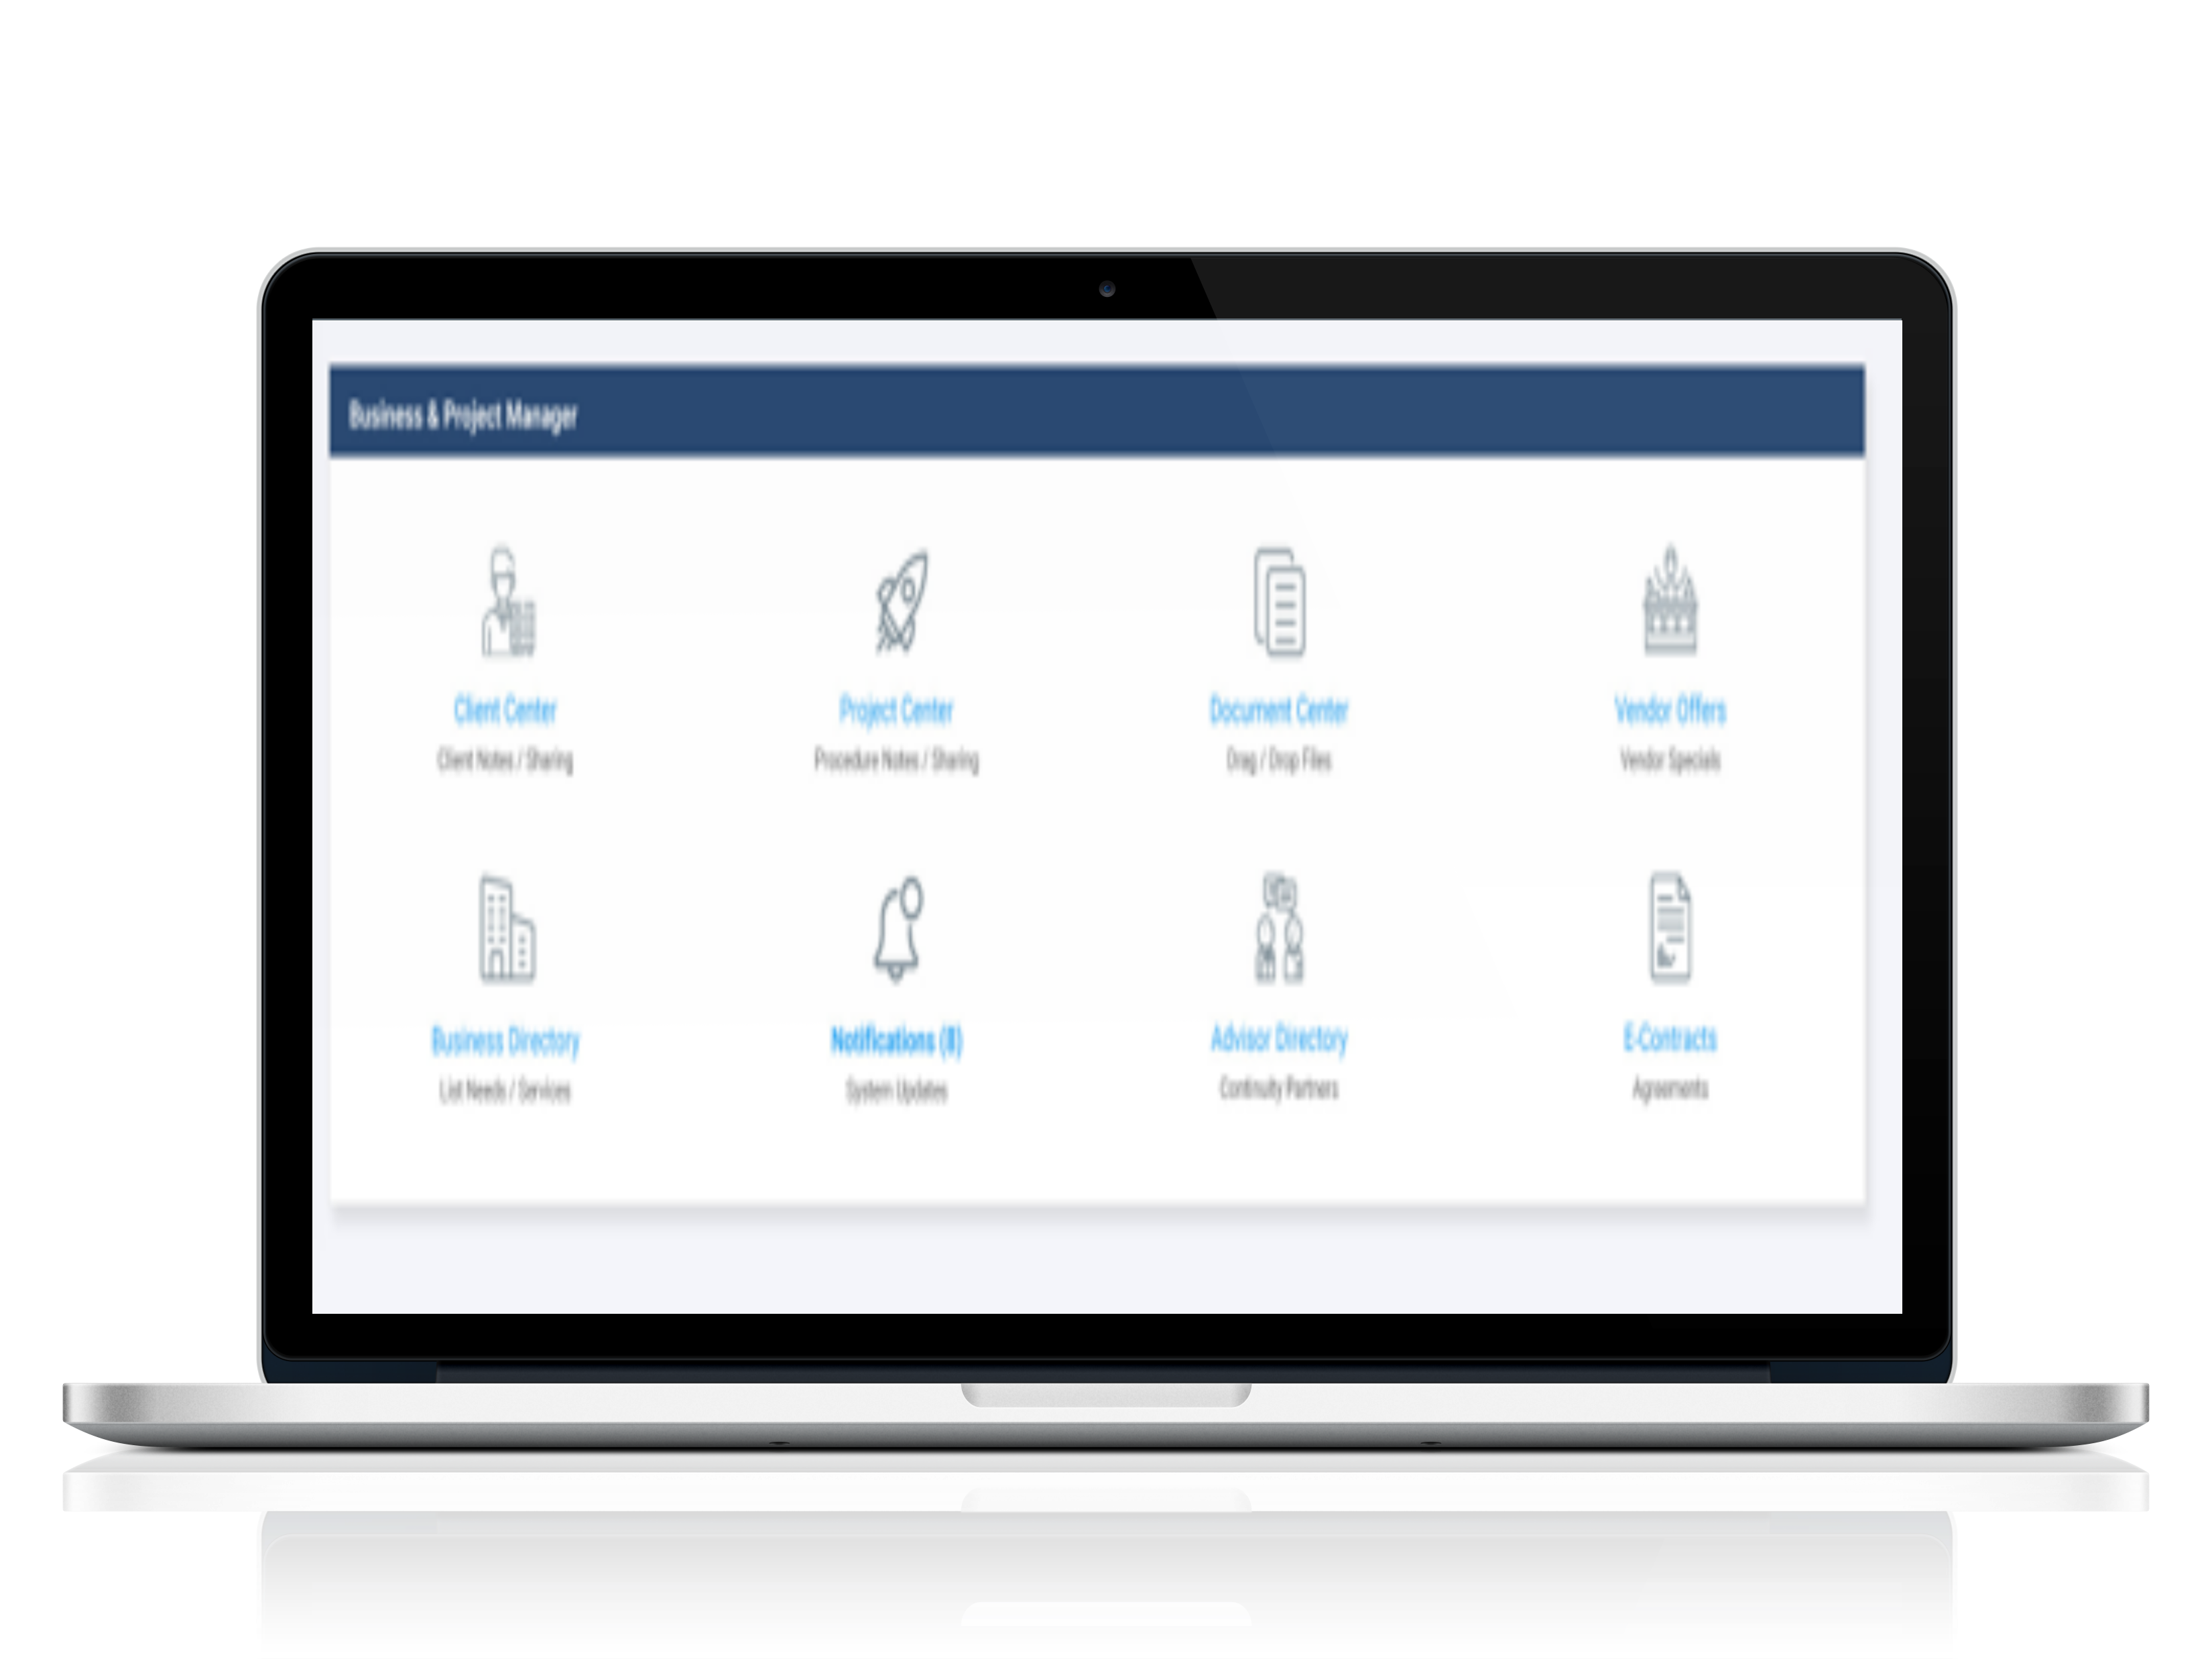 Business & Project Manager
Client Center
Client Notes / Sharing
Project Center
Procedure Notes / Sharing
Document Center
Drag / Drop Files
Vendor Offers
Vendor Specials
Business Directory
List Needs / Services
Notifications (8)
System Updates
Advisor Directory
Continuity Partners
E-Contracts
Agreements